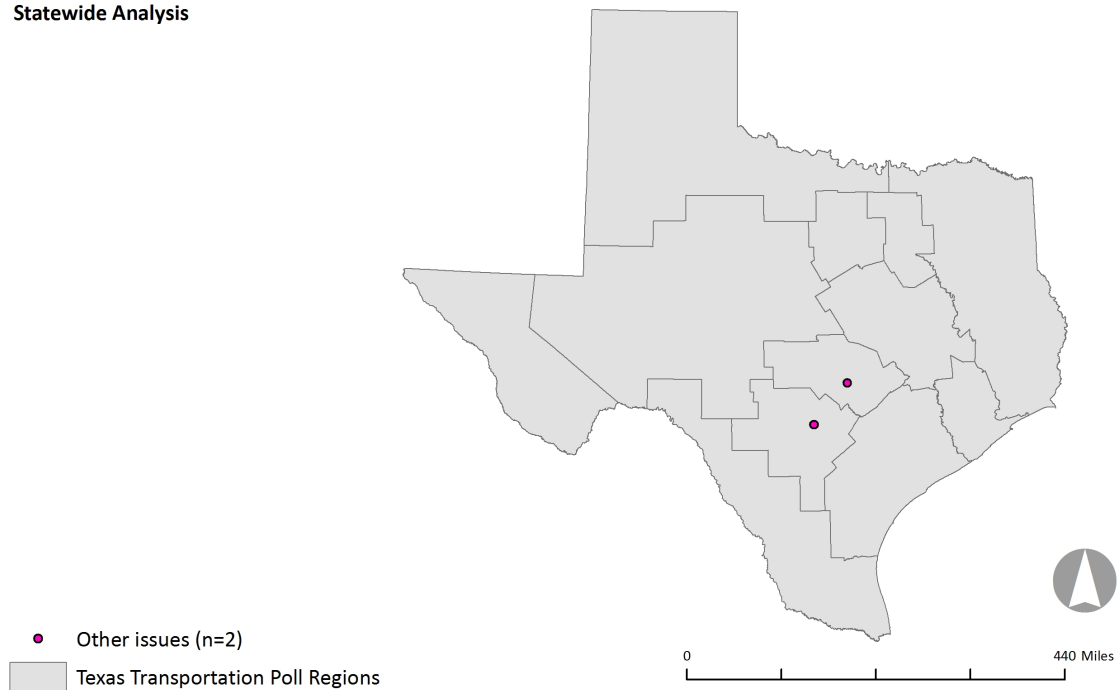 Statewide Analysis
Other issues (n=2)
Texas Transportation Poll Regions
0
440 Miles